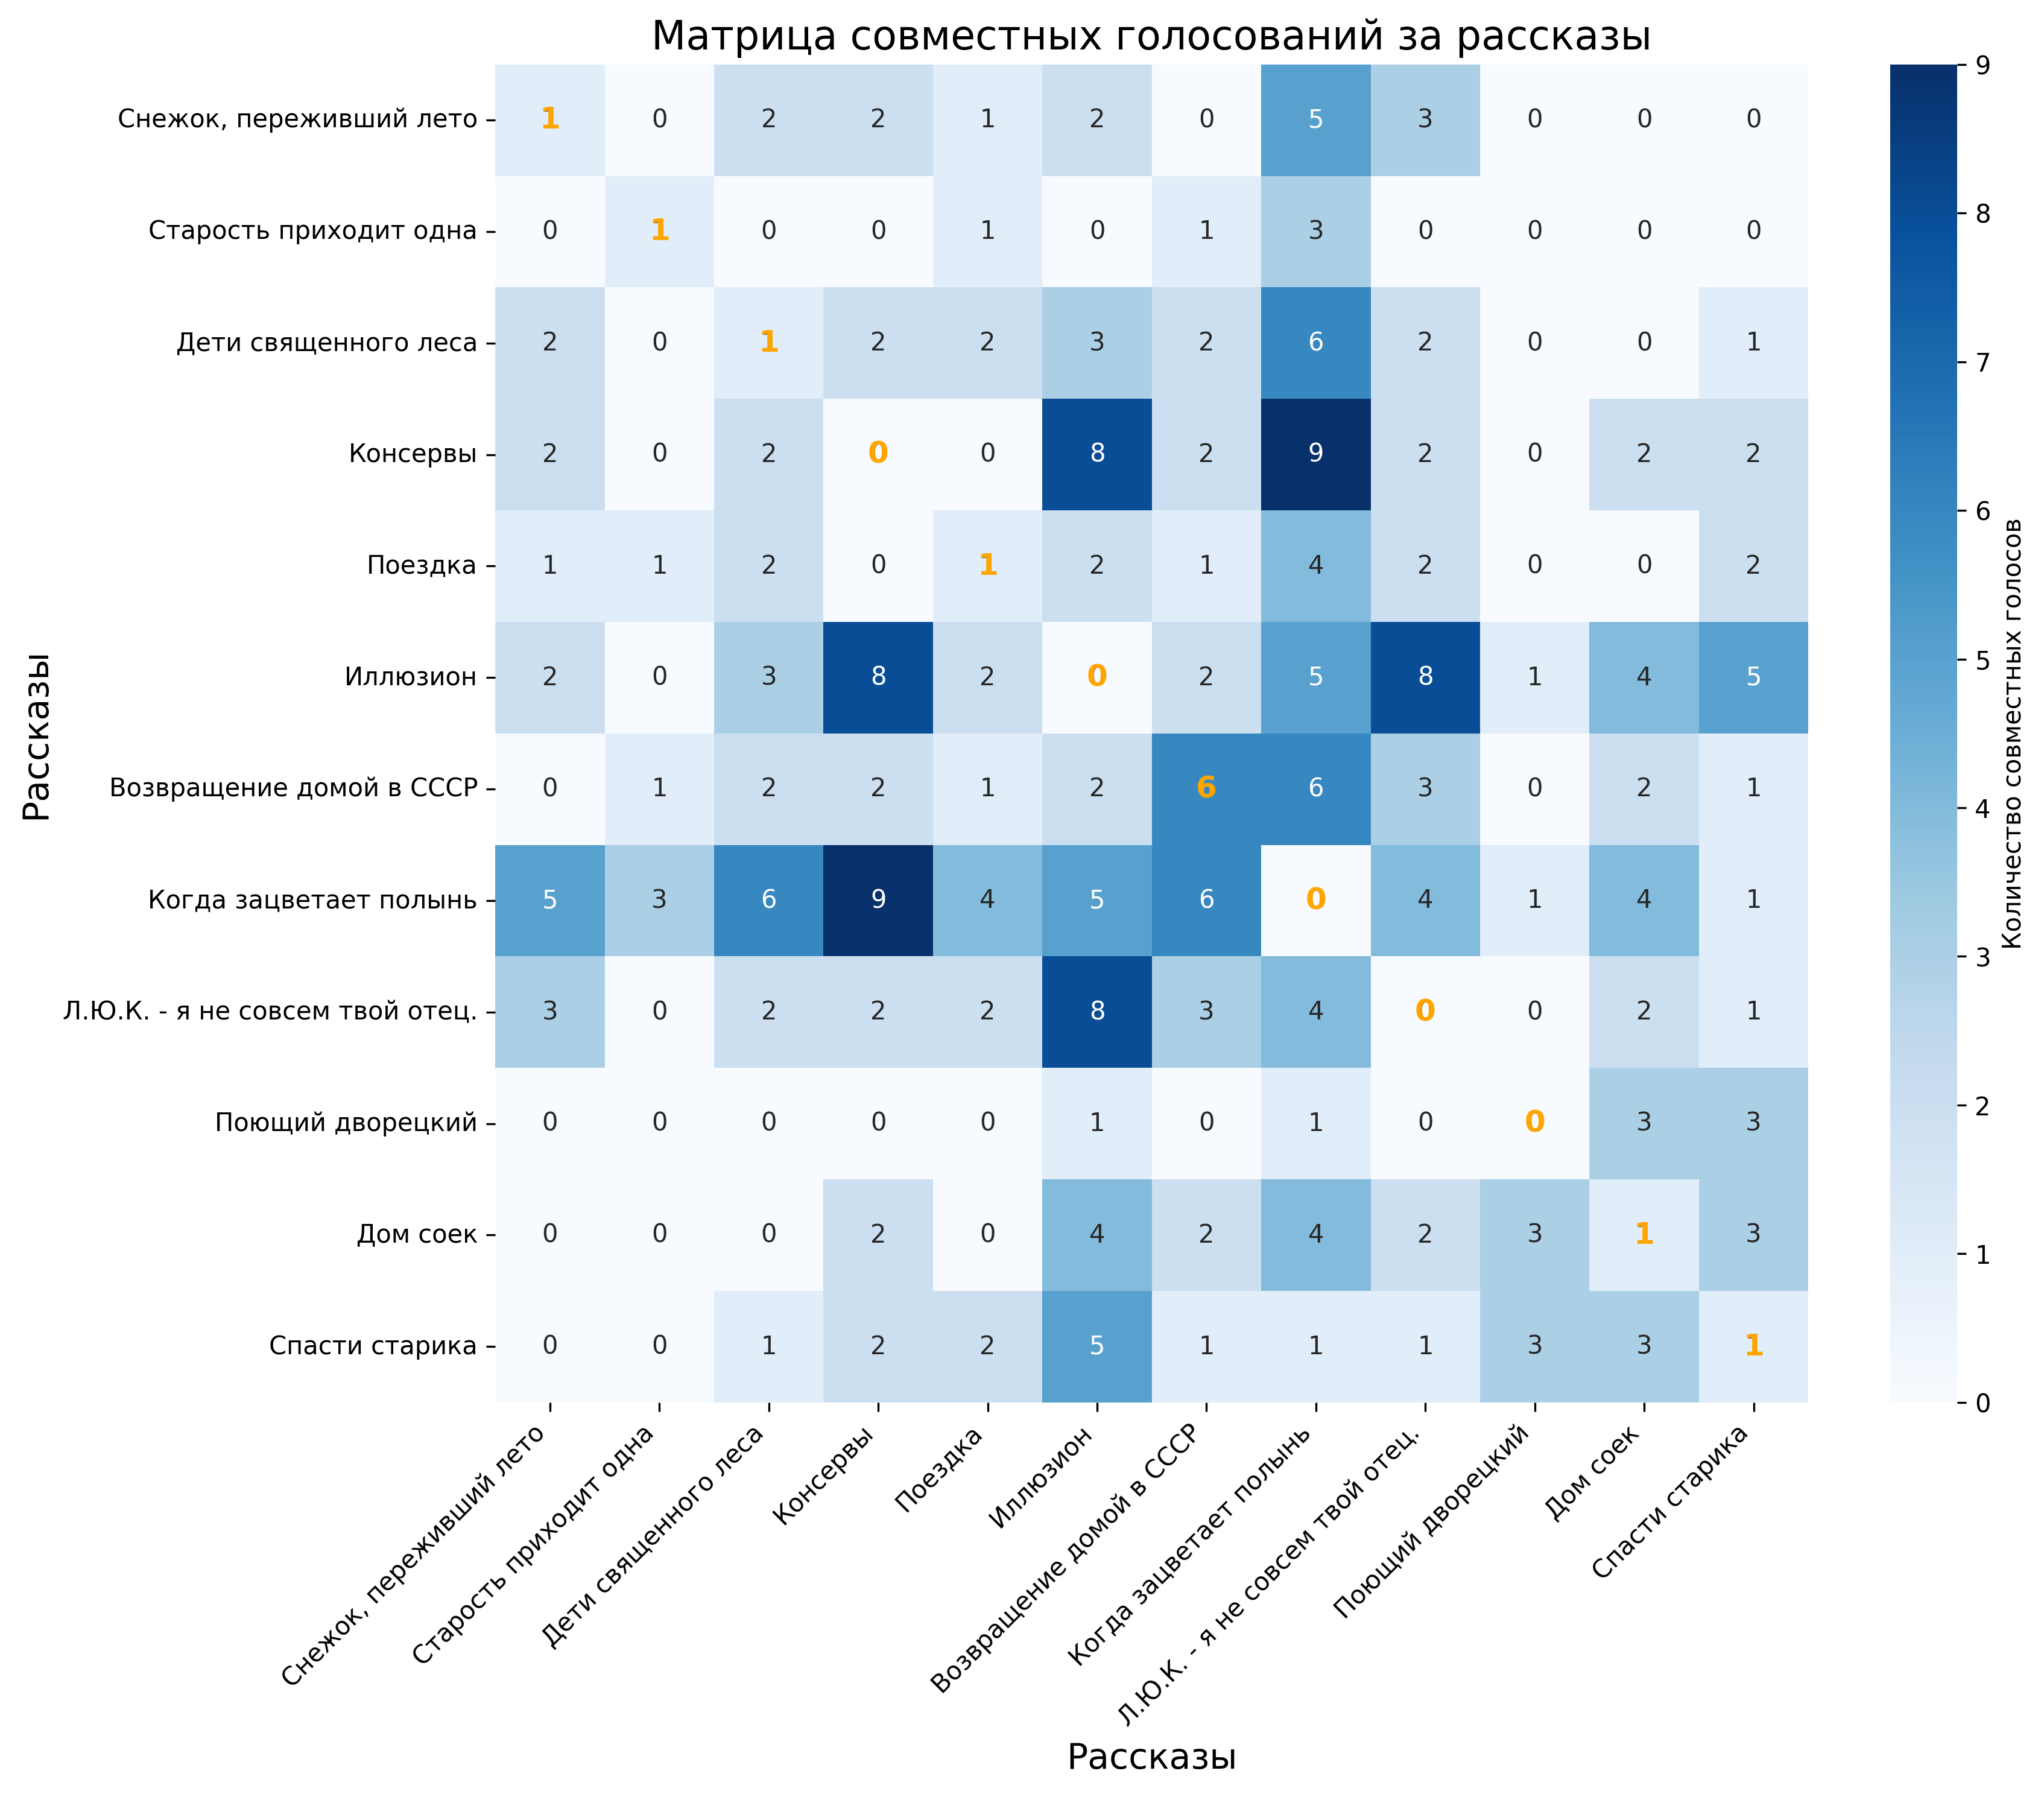 Матрица совместных голосований за рассказы
Снежок, переживший лето 1 0 2 2 1 2 0 5 3 0 0 0
Старость приходит одна 0 1 0 0 1 0 1 3 0 0 0 0
Дети священного леса 2 0 1 2 2 3 2 6 2 0 0 1
Консервы 2 0 2 0 0 8 2 9 2 0 2 2
Поездка 1 1 2 0 1 2 1 4 2 0 0 2
Иллюзион 2 0 3 8 2 0 2 5 8 1 4 5
Возвращение домой в СССР 0 1 2 2 1 2 6 6 3 0 2 1
Когда зацветает полынь 5 3 6 9 4 5 6 0 4 1 4 1
Л.Ю.К. - я не совсем твой отец. 3 0 2 2 2 8 3 4 0 0 2 1
Поющий дворецкий 0 0 0 0 0 1 0 1 0 0 3 3
Дом соек 0 0 0 2 0 4 2 4 2 3 1 3
Спасти старика 0 0 1 2 2 5 1 1 1 3 3 1
Рассказы
Снежок, переживший лето
Старость приходит одна
Дети священного леса
Консервы
Поездка
Иллюзион
Возвращение домой в СССР
Когда зацветает полынь
Л.Ю.К. - я не совсем твой отец.
Поющий дворецкий
Дом соек
Спасти старика
Рассказы
9
8
7
6
5
4
3
2
1
0
Количество совместных голосов